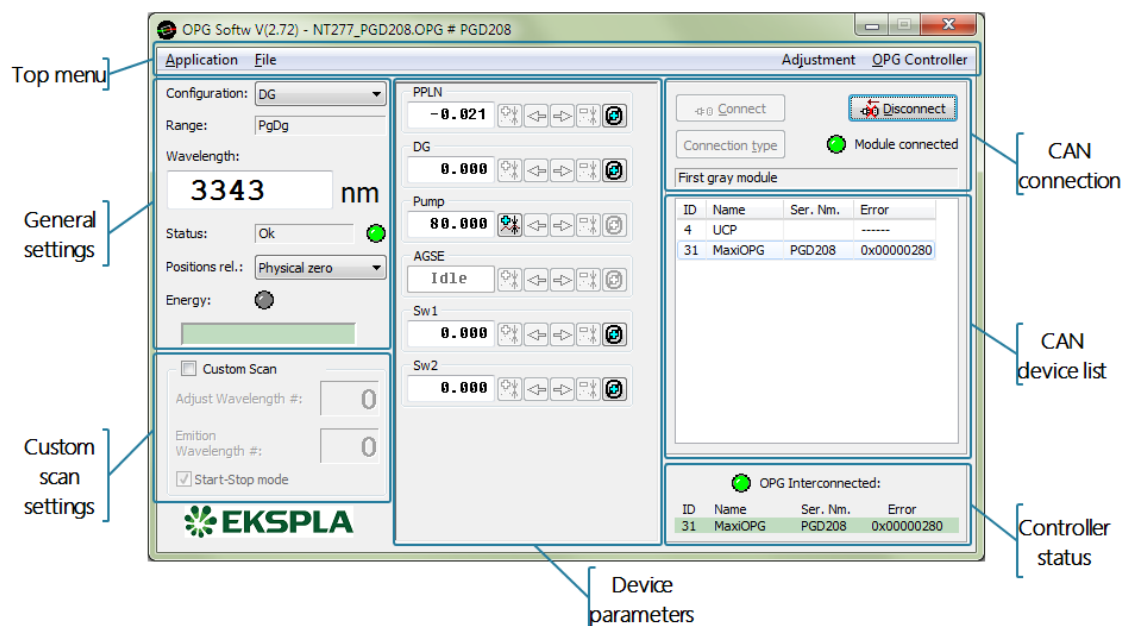 OPG Softw V(2.72) - NT277_PGD208.OPG # PGD208
Top menu
Application File Adjustment OPG Controller
General
settings
Configuration: DG
Range: PgDg
Wavelength:
3343 nm
Status: Ok
Positions rel.: Physical zero
Energy:
Custom
scan
settings
Custom Scan
Adjust Wavelength #: 0
Emition
Wavelength #: 0
Start-Stop mode
EKSPLA
PPLN
-0.021
DG
0.000
Pump
80.000
AGSE
Idle
Sw1
0.000
Sw2
0.000
Device
parameters
Connect Disconnect
Connection type Module connected
First gray module
CAN
connection
ID Name Ser. Nm. Error
4 UCP ------
31 MaxiOPG PGD208 0x00000280
CAN
device list
OPG Interconnected:
ID Name Ser. Nm. Error
31 MaxiOPG PGD208 0x00000280
Controller
status